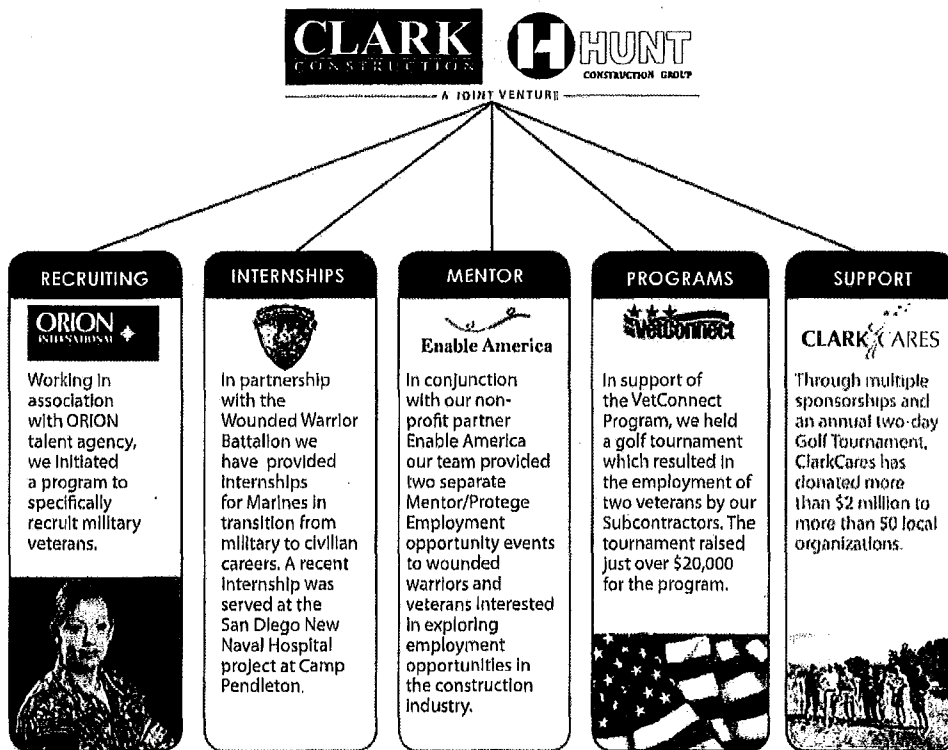 CLARK
CONSTRUCTION
HUNT
CONSTRUCTION GROUP
A JOINT VENTURE
RECRUITING
ORION
INTERNATIONAL
Working in
association
with ORION
talent agency,
we initiated
a program to
specifically
recruit military
veterans.
INTERNSHIPS
In partnership
with the
Wounded Warrior
Battalion we
have provided
internships
for Marines in
transition from
military to civilian
careers. A recent
internship was
served at the
San Diego New
Naval Hospital
project at Camp
Pendleton.
MENTOR
Enable America
In conjunction
with our non-
profit partner
Enable America
our team provided
two separate
Mentor/Protege
Employment
opportunity events
to wounded
warriors and
veterans interested
in exploring
employment
opportunities in
the construction
industry.
PROGRAMS
VetConnect
In support of
the VetConnect
Program, we held
a golf tournament
which resulted in
the employment of
two veterans by our
Subcontractors. The
tournament raised
just over $20,000
for the program.
SUPPORT
CLARK CARES
Through multiple
sponsorships and
an annual two-day
Golf Tournament,
ClarkCares has
donated more
than $2 million to
more than 50 local
organizations.